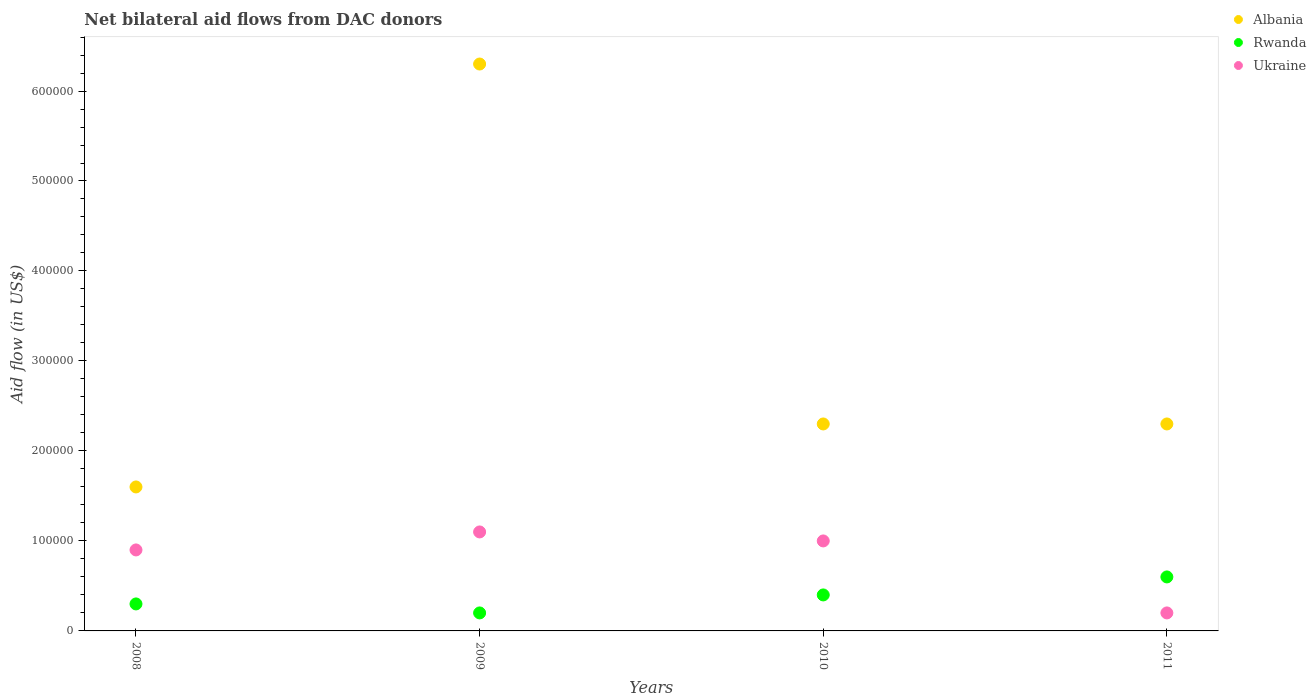 Net bilateral aid flows from DAC donors
Albania
Rwanda
Ukraine
Aid flow (in US$)
600000
500000
400000
300000
200000
100000
0
2008
2009
2010
2011
Years